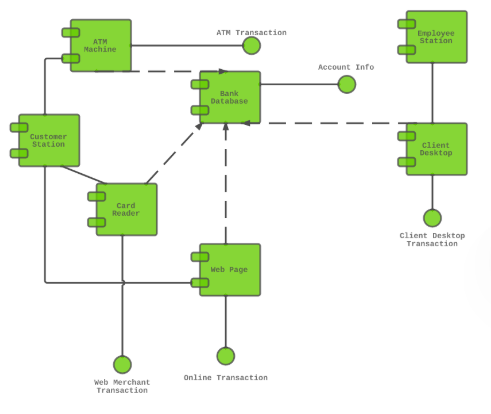 ATM Transaction
ATM
Machine
Employee
Station
Account Info
Bank
Database
Customer
Station
Client
Desktop
Card
Reader
Client Desktop
Transaction
Web Page
Online Transaction
Web Merchant
Transaction